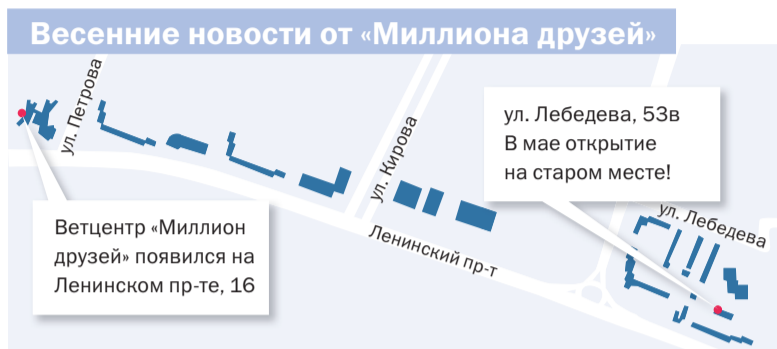 Весенние новости от «Миллиона друзей»
ул. Петрова
ул. Кирова
ул. Лебедева, 53в
В мае открытие
на старом месте!
Ветцентр «Миллион
друзей» появился на
Ленинском пр-те, 16
Ленинский пр-т
ул. Лебедева